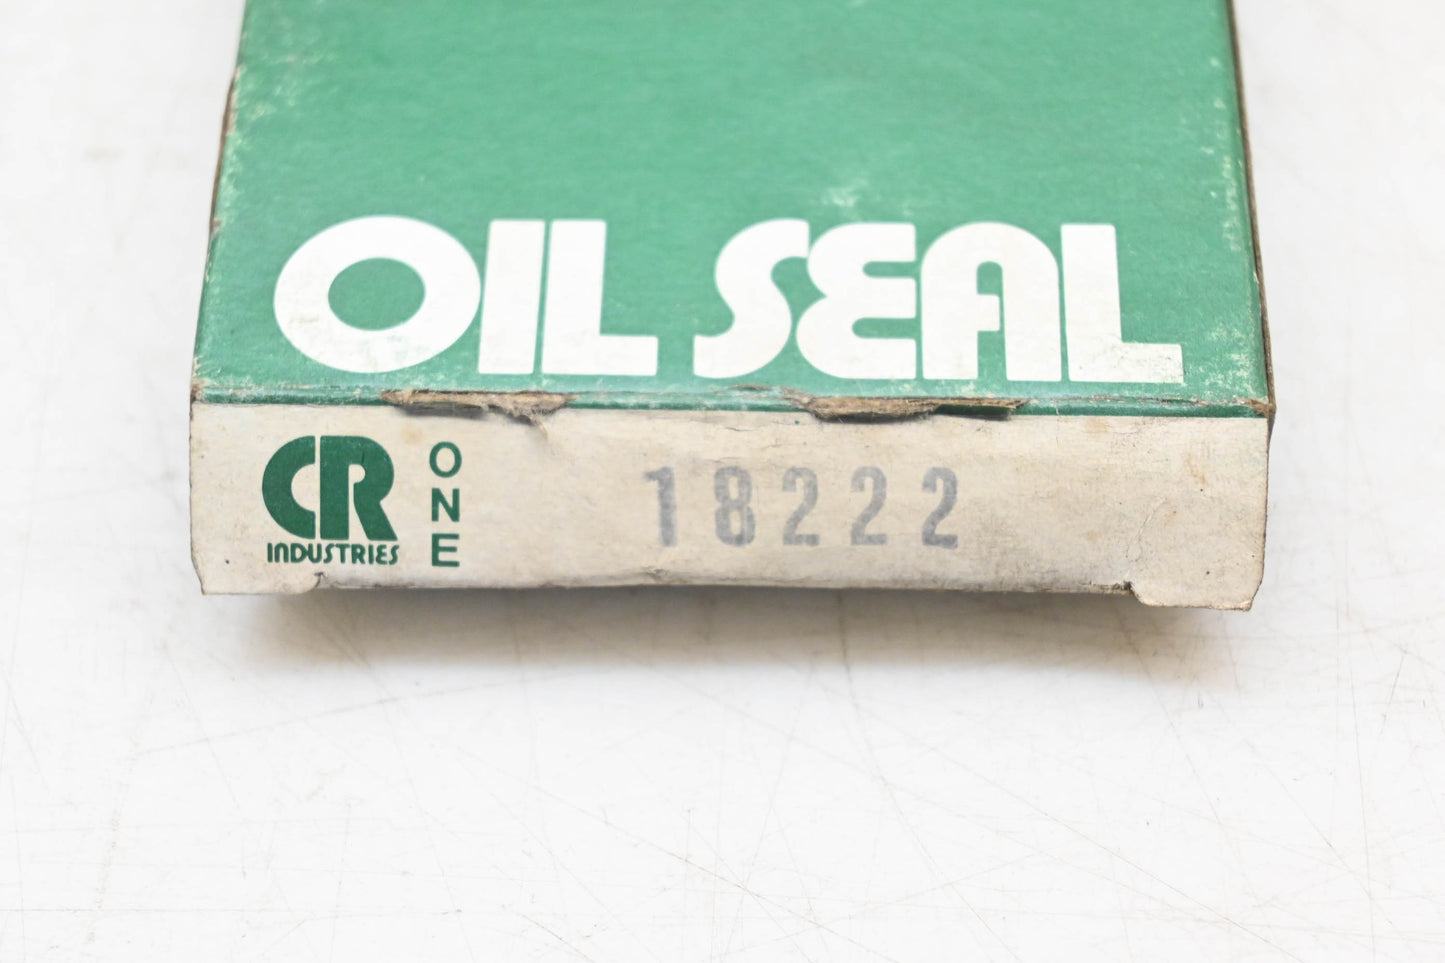 OIL SEAL
CR
INDUSTRIES
ONE
18222